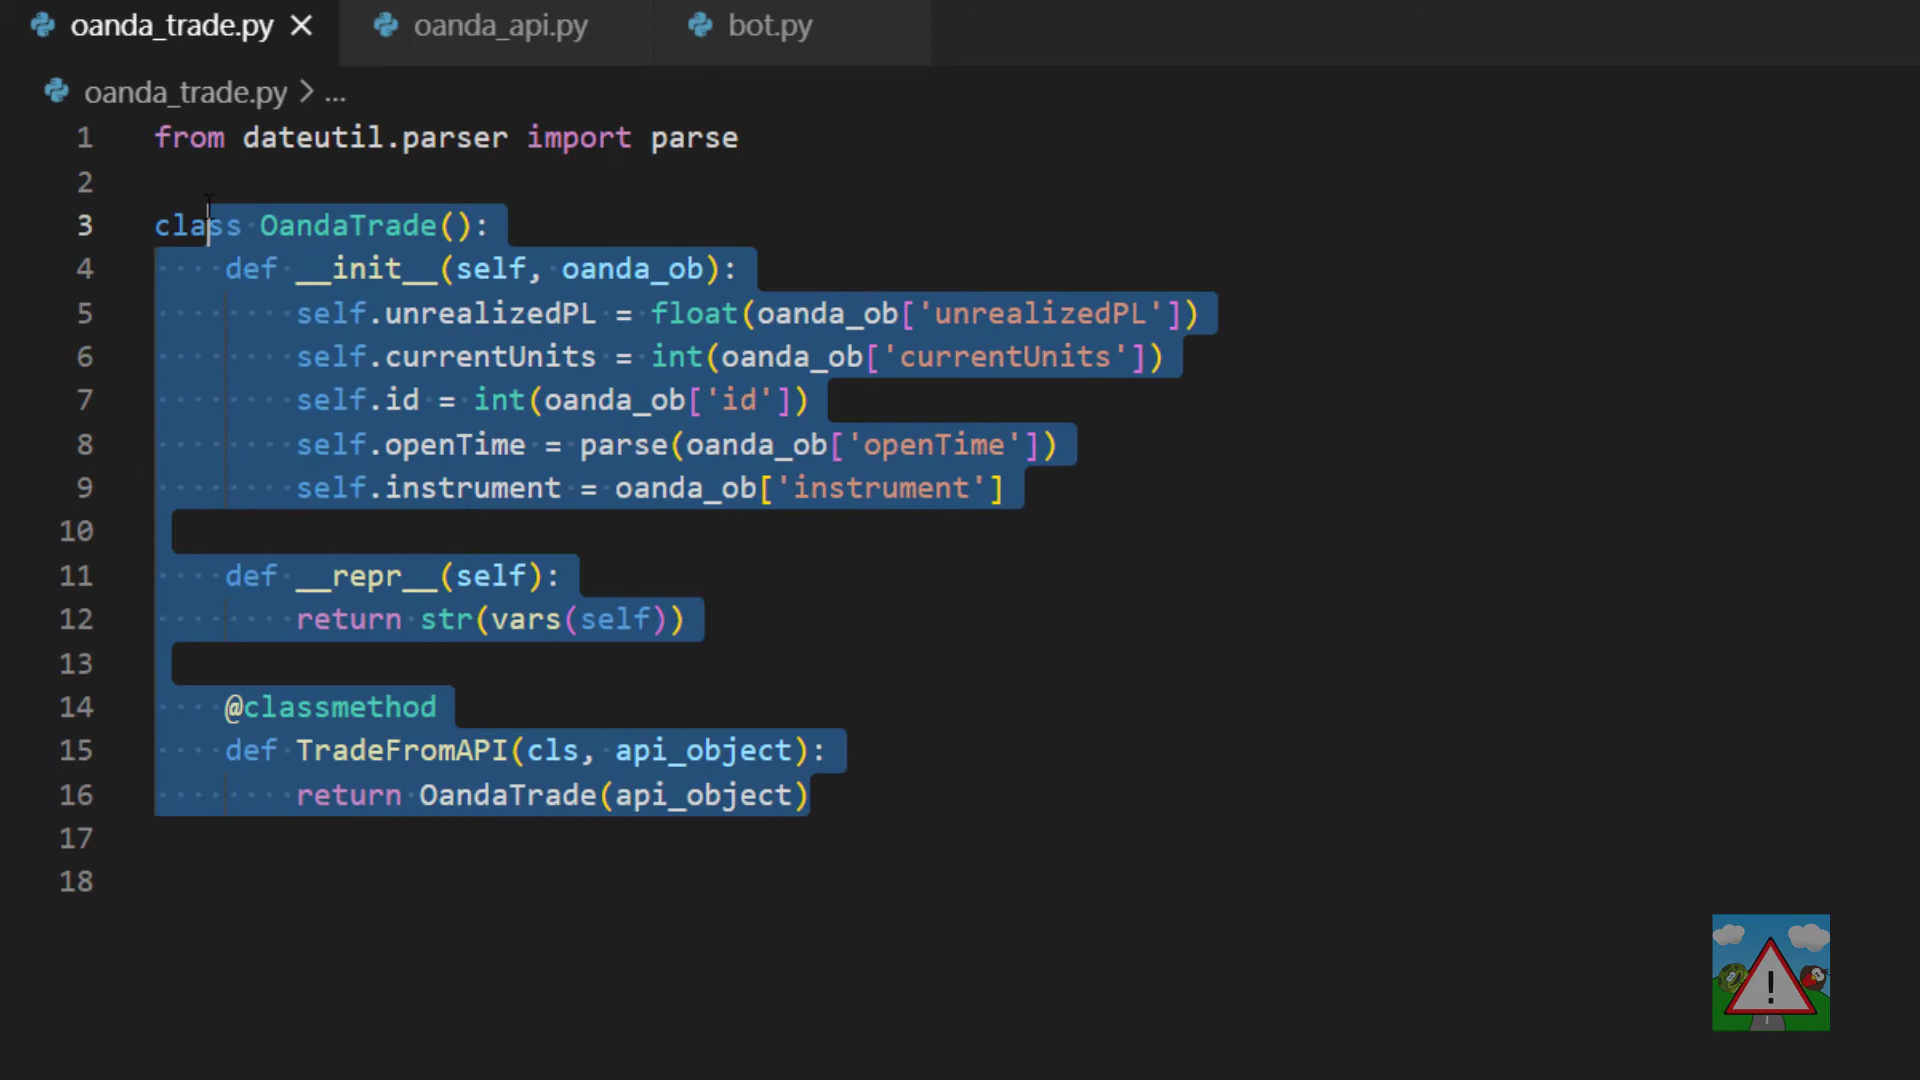 oanda_trade.py
oanda_api.py
bot.py
oanda_trade.py > ...
1 from dateutil.parser import parse
2
3 class OandaTrade():
4     def __init__(self, oanda_ob):
5         self.unrealizedPL = float(oanda_ob['unrealizedPL'])
6         self.currentUnits = int(oanda_ob['currentUnits'])
7         self.id = int(oanda_ob['id'])
8         self.openTime = parse(oanda_ob['openTime'])
9         self.instrument = oanda_ob['instrument']
10
11     def __repr__(self):
12         return str(vars(self))
13
14     @classmethod
15     def TradeFromAPI(cls, api_object):
16         return OandaTrade(api_object)
17
18
!